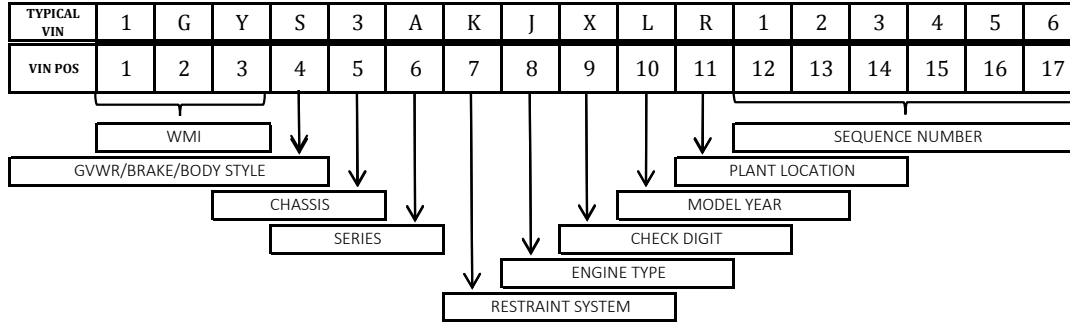 TYPICAL VIN 1 G Y S 3 A K J X L R 1 2 3 4 5 6
VIN POS 1 2 3 4 5 6 7 8 9 10 11 12 13 14 15 16 17
WMI SEQUENCE NUMBER
GVWR/BRAKE/BODY STYLE PLANT LOCATION
CHASSIS MODEL YEAR
SERIES CHECK DIGIT
ENGINE TYPE
RESTRAINT SYSTEM